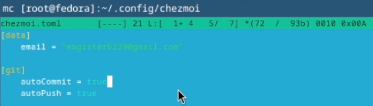 mc [root@fedora]:~/.config/chezmoi
chezmoi.toml [----] 21 L:[ 1+ 4 5/ 7] *(72 / 93b) 0010 0x00A
[data]
email =
[git]
autoCommit = true
autoPush = true